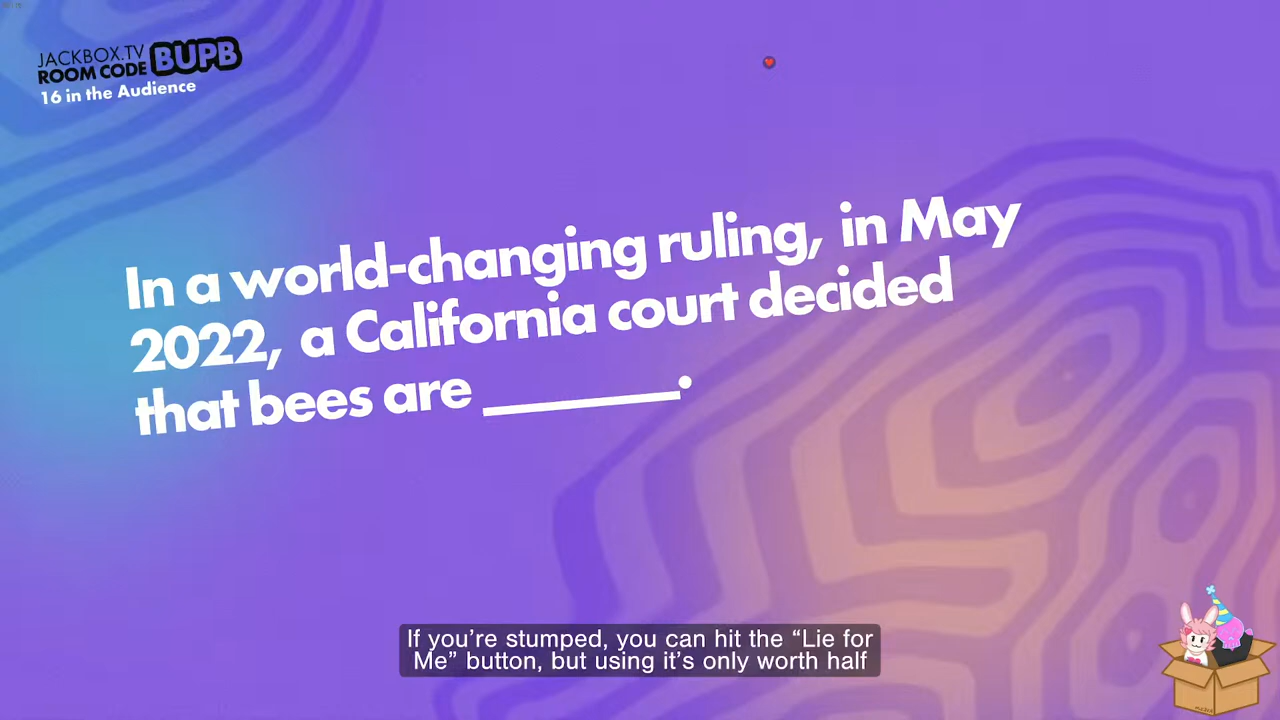 JACKBOX.TV
ROOM CODE BUPB
16 in the Audience
In a world-changing ruling, in May
2022, a California court decided
that bees are ________.
If you're stumped, you can hit the “Lie for
Me” button, but using it's only worth half